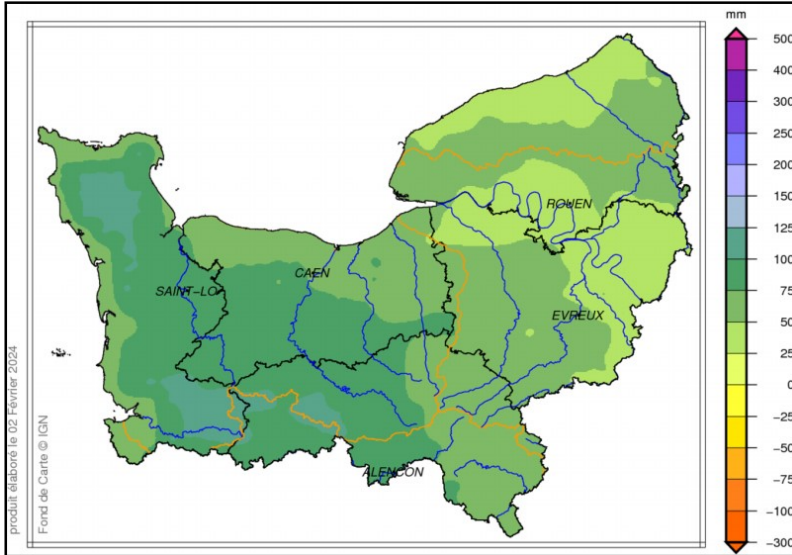 mm
500
400
300
250
200
150
125
100
75
50
25
0
−25
−50
−75
−100
−300
ROUEN
CAEN
SAINT−LO
EVREUX
ALENCON
produit élaboré le 02 Février 2024
Fond de Carte © IGN